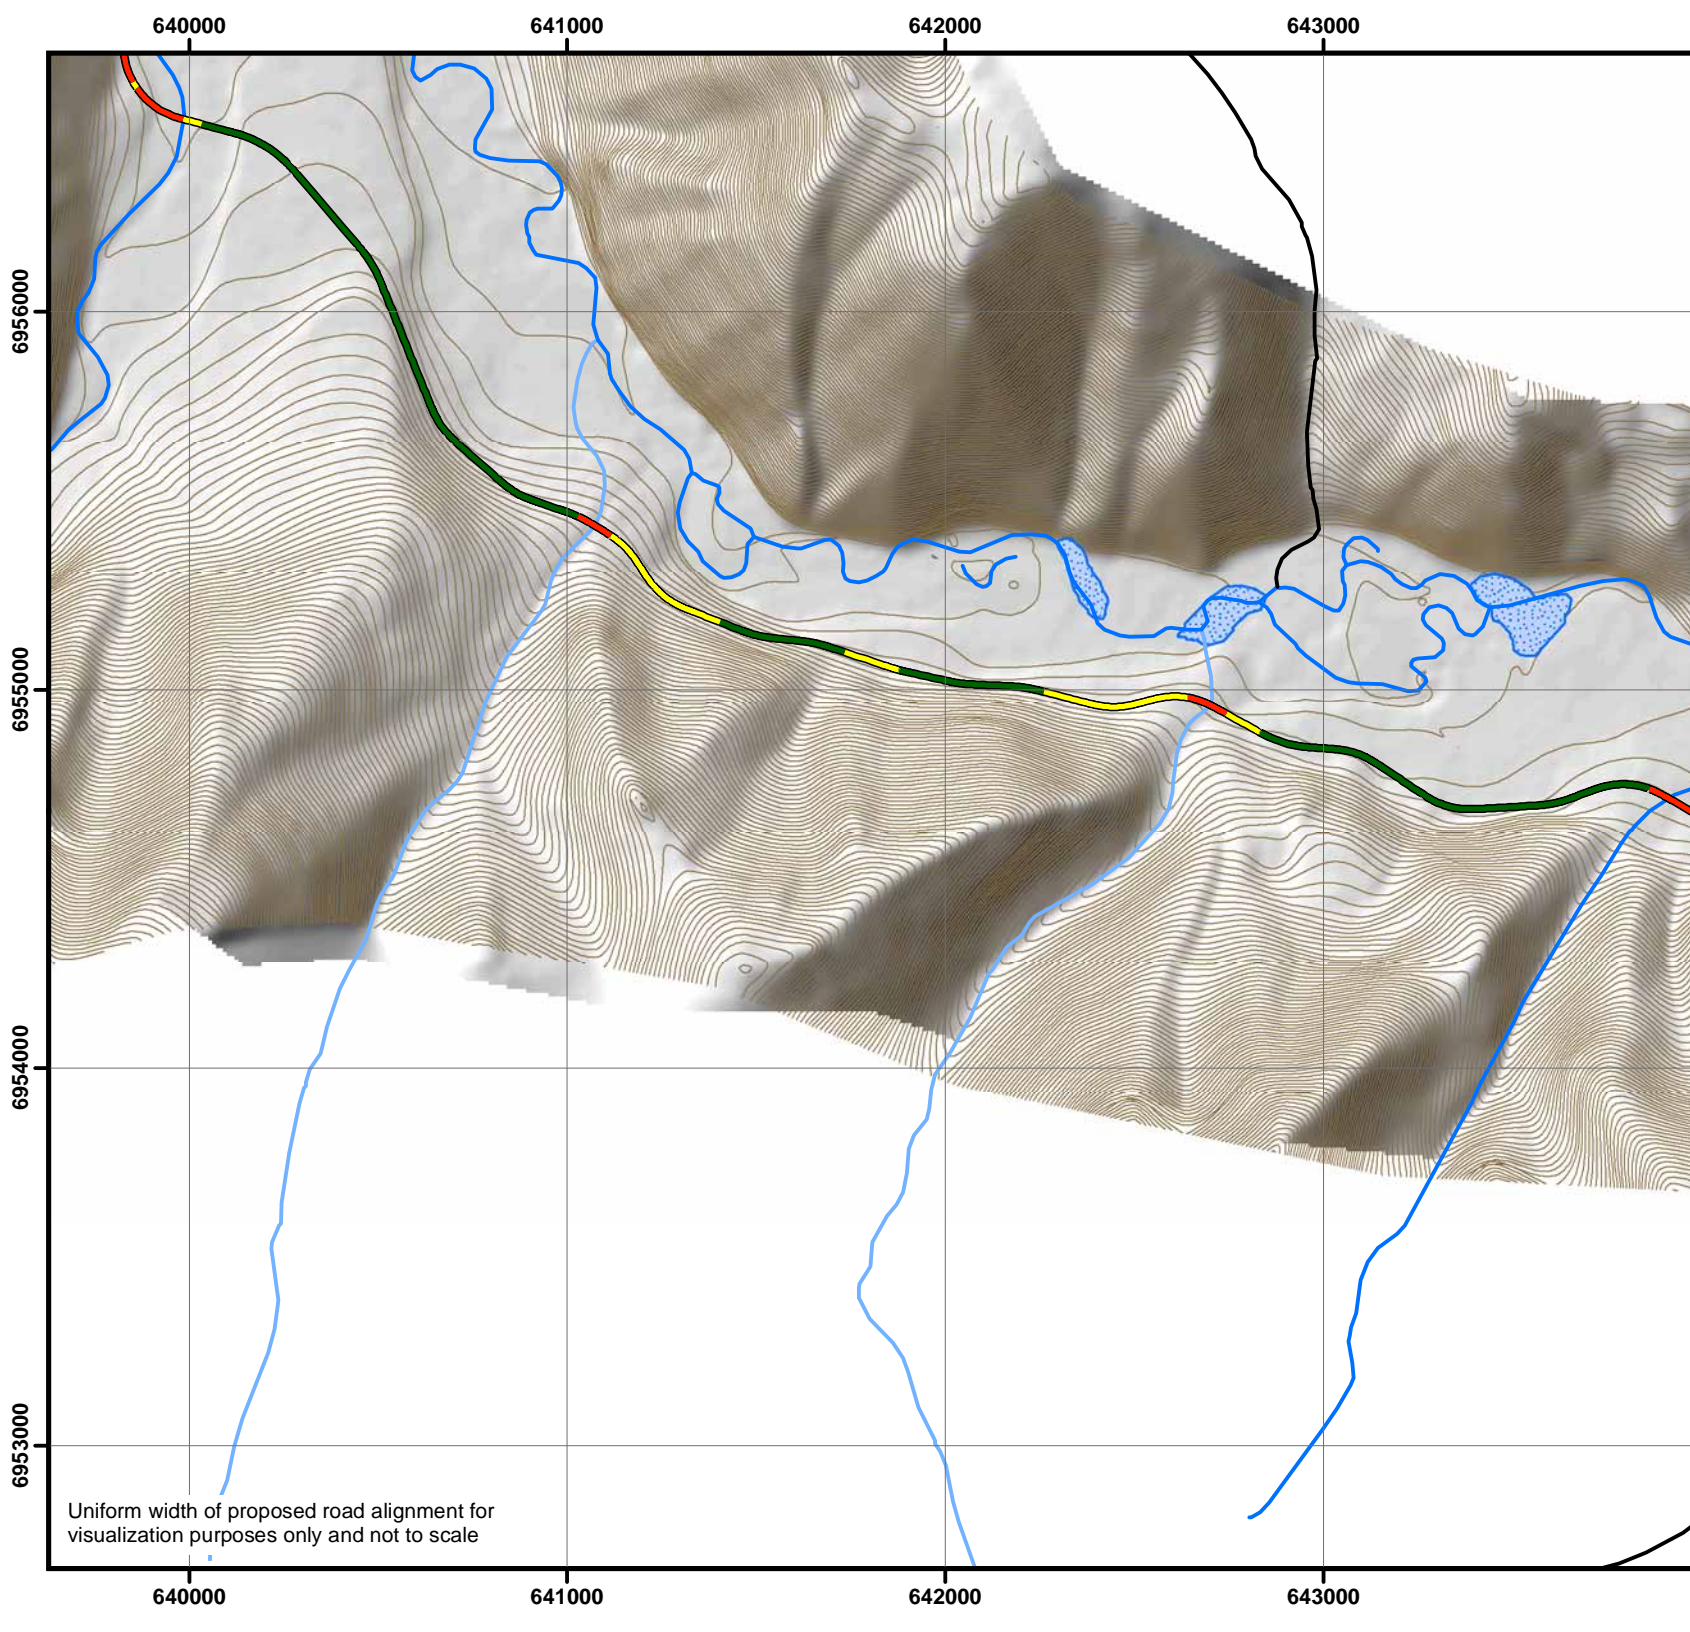 640000 641000 642000 643000
6956000
6955000
6954000
6953000
Uniform width of proposed road alignment for
visualization purposes only and not to scale
640000 641000 642000 643000